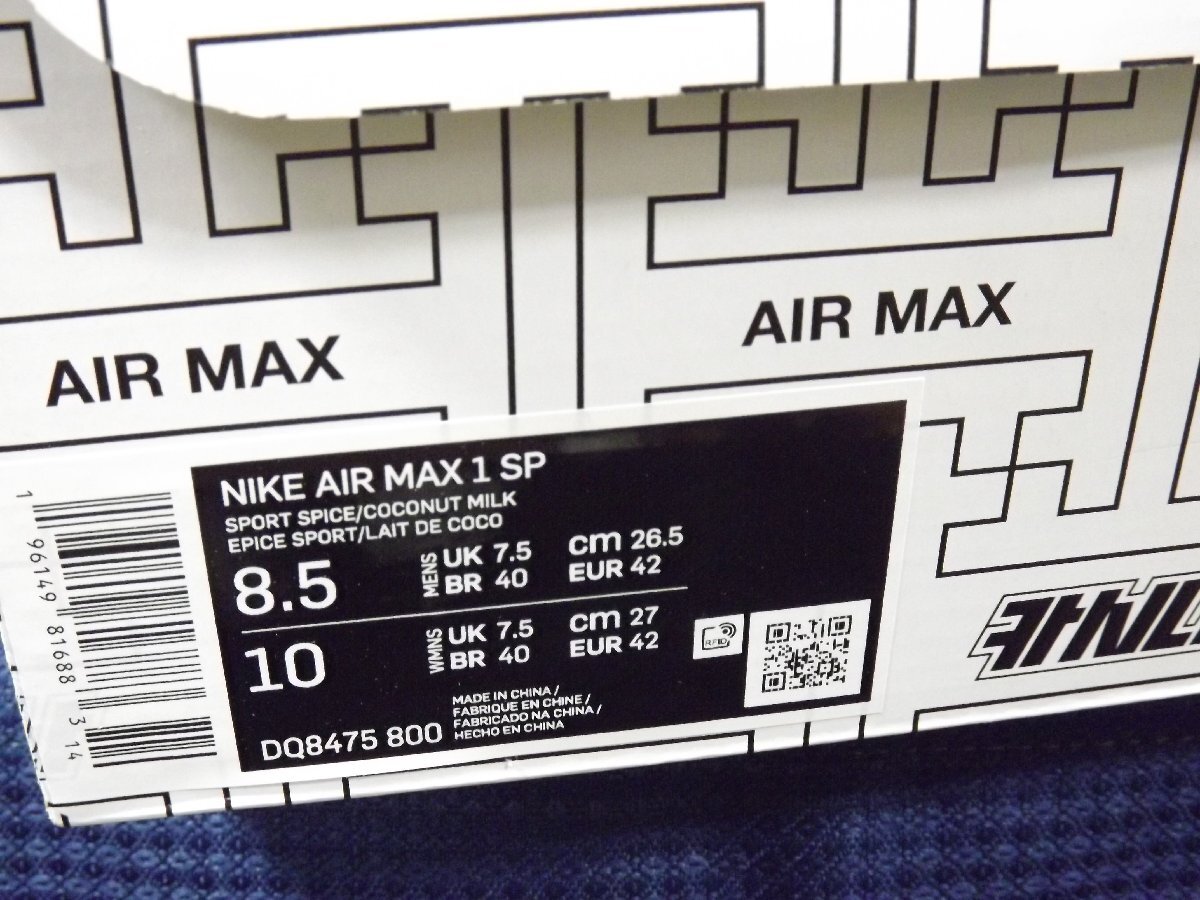 AIR MAX
AIR MAX
NIKE AIR MAX 1 SP
SPORT SPICE/COCONUT MILK
EPICE SPORT/LAIT DE COCO
8.5 MENS UK 7.5 cm 26.5
BR 40 EUR 42
10 WMNS UK 7.5 cm 27
BR 40 EUR 42
RFID
MADE IN CHINA /
FABRIQUE EN CHINE /
FABRICADO NA CHINA /
HECHO EN CHINA
DQ8475 800
1 96149 81688 3 14